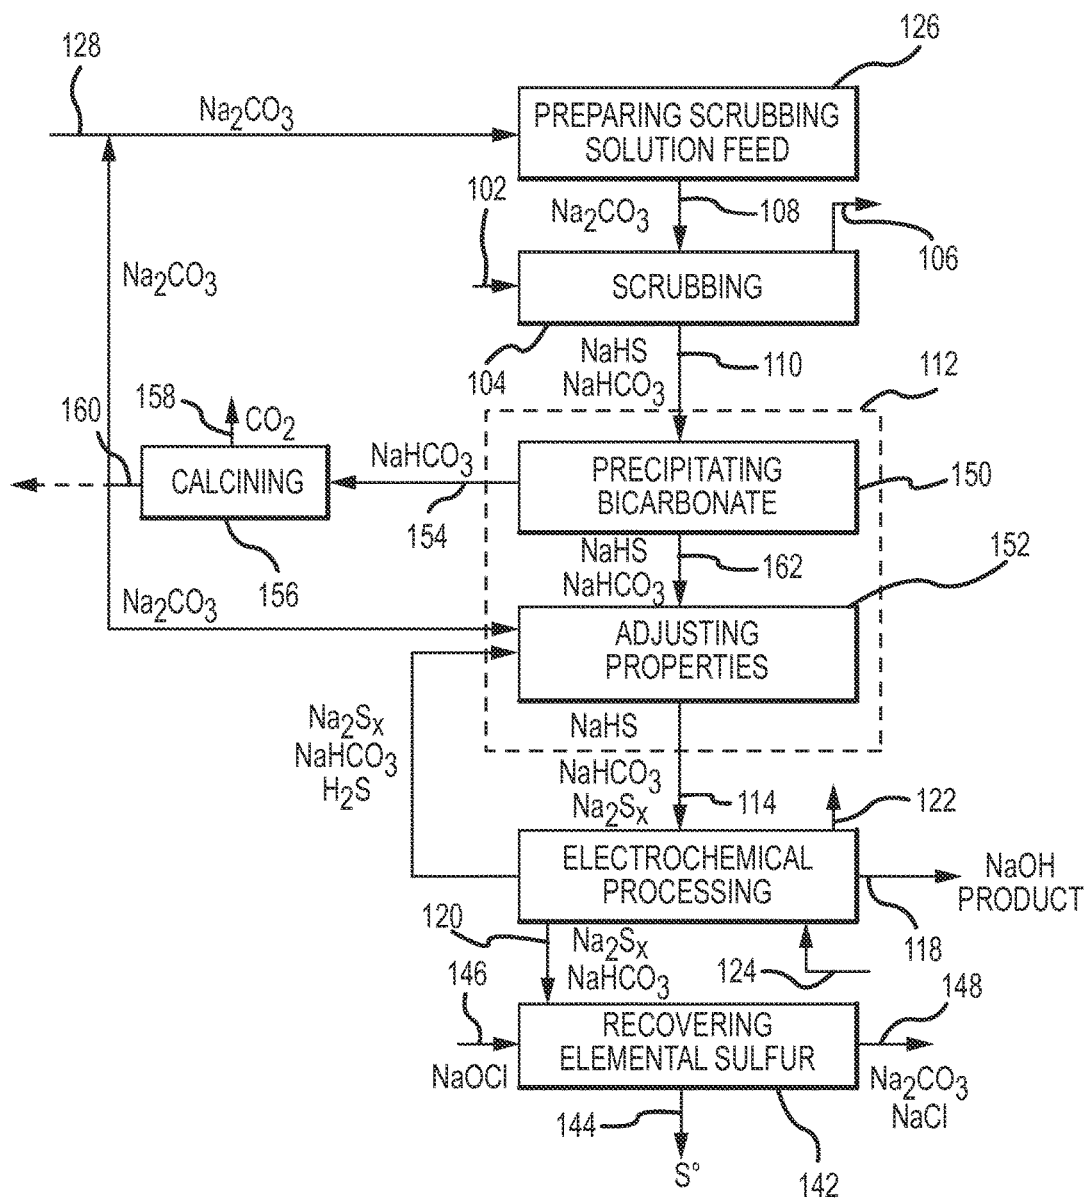 128
126
Na2CO3
PREPARING SCRUBBING
SOLUTION FEED
102
Na2CO3
108
106
Na2CO3
SCRUBBING
104
NaHS
NaHCO3
110
112
160
158
CO2
CALCINING
NaHCO3
154
PRECIPITATING
BICARBONATE
150
156
NaHS
NaHCO3
162
152
Na2CO3
ADJUSTING
PROPERTIES
Na2Sx
NaHCO3
H2S
NaHS
NaHCO3
Na2Sx
114
122
ELECTROCHEMICAL
PROCESSING
NaOH
PRODUCT
118
120
Na2Sx
NaHCO3
124
146
NaOCl
RECOVERING
ELEMENTAL SULFUR
148
Na2CO3
NaCl
144
S°
142